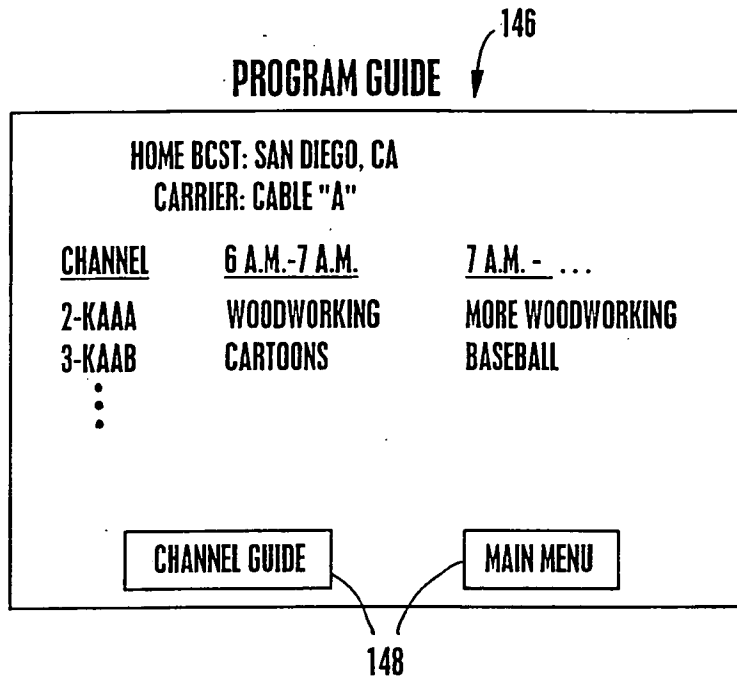 146
PROGRAM GUIDE
HOME BCST: SAN DIEGO, CA
CARRIER: CABLE "A"
CHANNEL 6 A.M.-7 A.M. 7 A.M. - ...
2-KAAA WOODWORKING MORE WOODWORKING
3-KAAB CARTOONS BASEBALL
CHANNEL GUIDE MAIN MENU
148